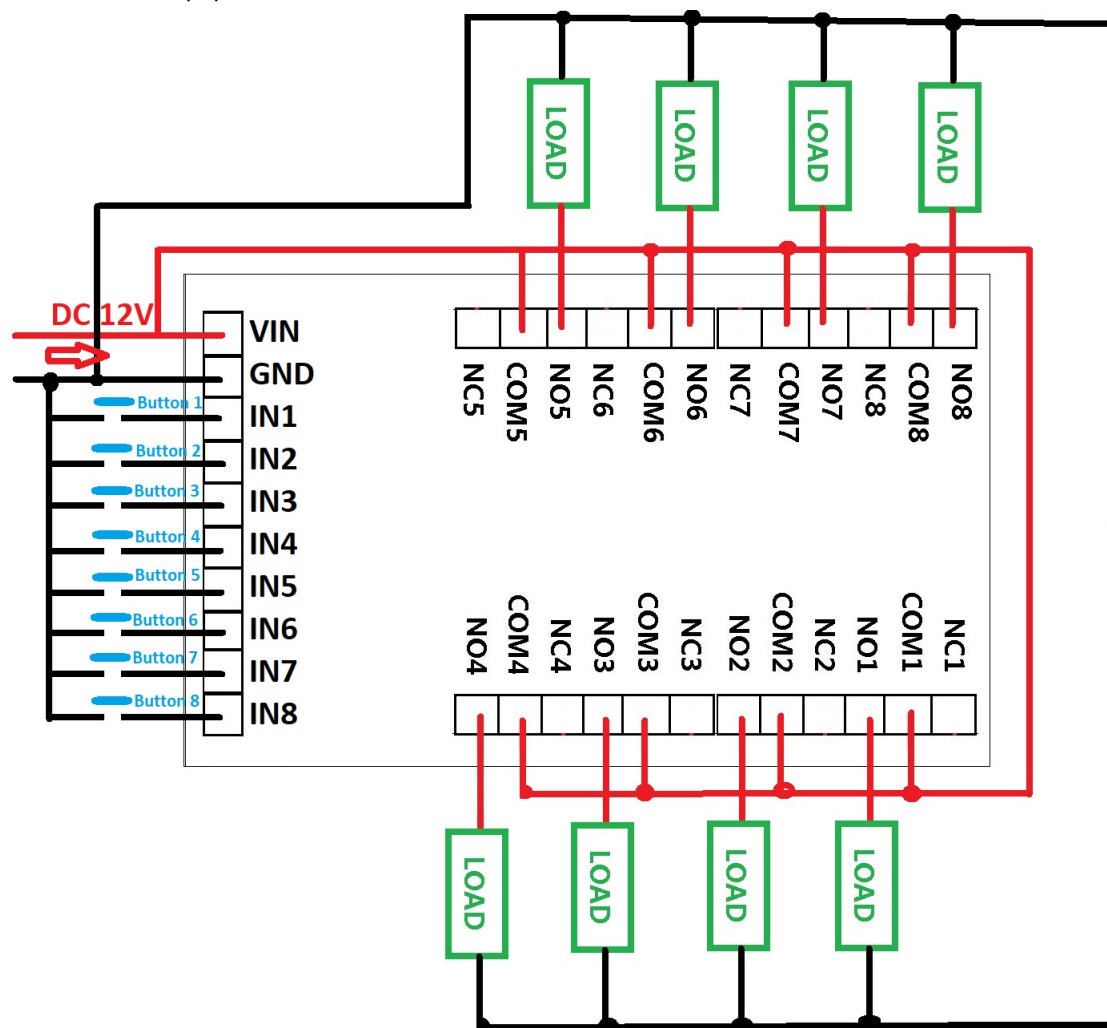 LOAD
LOAD
LOAD
LOAD
DC 12V
VIN
GND
Button 1
IN1
Button 2
IN2
Button 3
IN3
Button 4
IN4
Button 5
IN5
Button 6
IN6
Button 7
IN7
Button 8
IN8
NC5
COM5
NO5
NC6
COM6
NO6
NC7
COM7
NO7
NC8
COM8
NO8
NO4
COM4
NC4
NO3
COM3
NC3
NO2
COM2
NC2
NO1
COM1
NC1
LOAD
LOAD
LOAD
LOAD